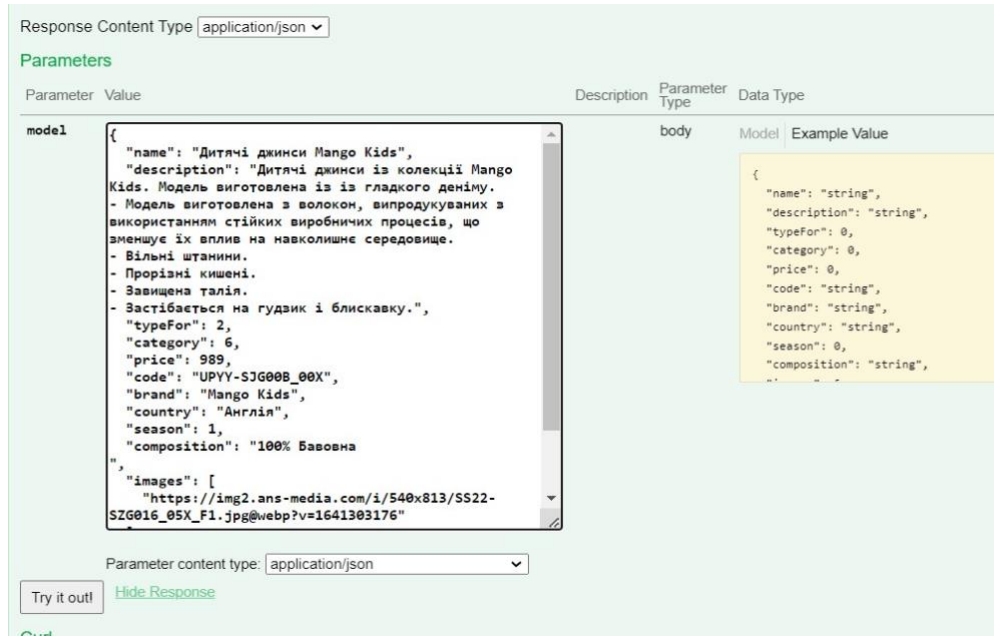 Response Content Type application/json
Parameters
Parameter Value Description Parameter Type Data Type
model
{
"name": "Дитячі джинси Mango Kids",
"description": "Дитячі джинси із колекції Mango
Kids. Модель виготовлена із із гладкого деніму.
- Модель виготовлена з волокон, випродукуваних з
використанням стійких виробничих процесів, що
зменшує їх вплив на навколишнє середовище.
- Вільні штанини.
- Прорізні кишені.
- Завищена талія.
- Застібається на гудзик і блискавку.",
"typeFor": 2,
"category": 6,
"price": 989,
"code": "UPYY-SJG00B_00X",
"brand": "Mango Kids",
"country": "Англія",
"season": 1,
"composition": "100% Бавовна
",
"images": [
"https://img2.ans-media.com/i/540x813/SS22-
SZG016_05X_F1.jpg@webp?v=1641303176"
body
Model Example Value
{
"name": "string",
"description": "string",
"typeFor": 0,
"category": 0,
"price": 0,
"code": "string",
"brand": "string",
"country": "string",
"season": 0,
"composition": "string",
Parameter content type: application/json
Try it out! Hide Response